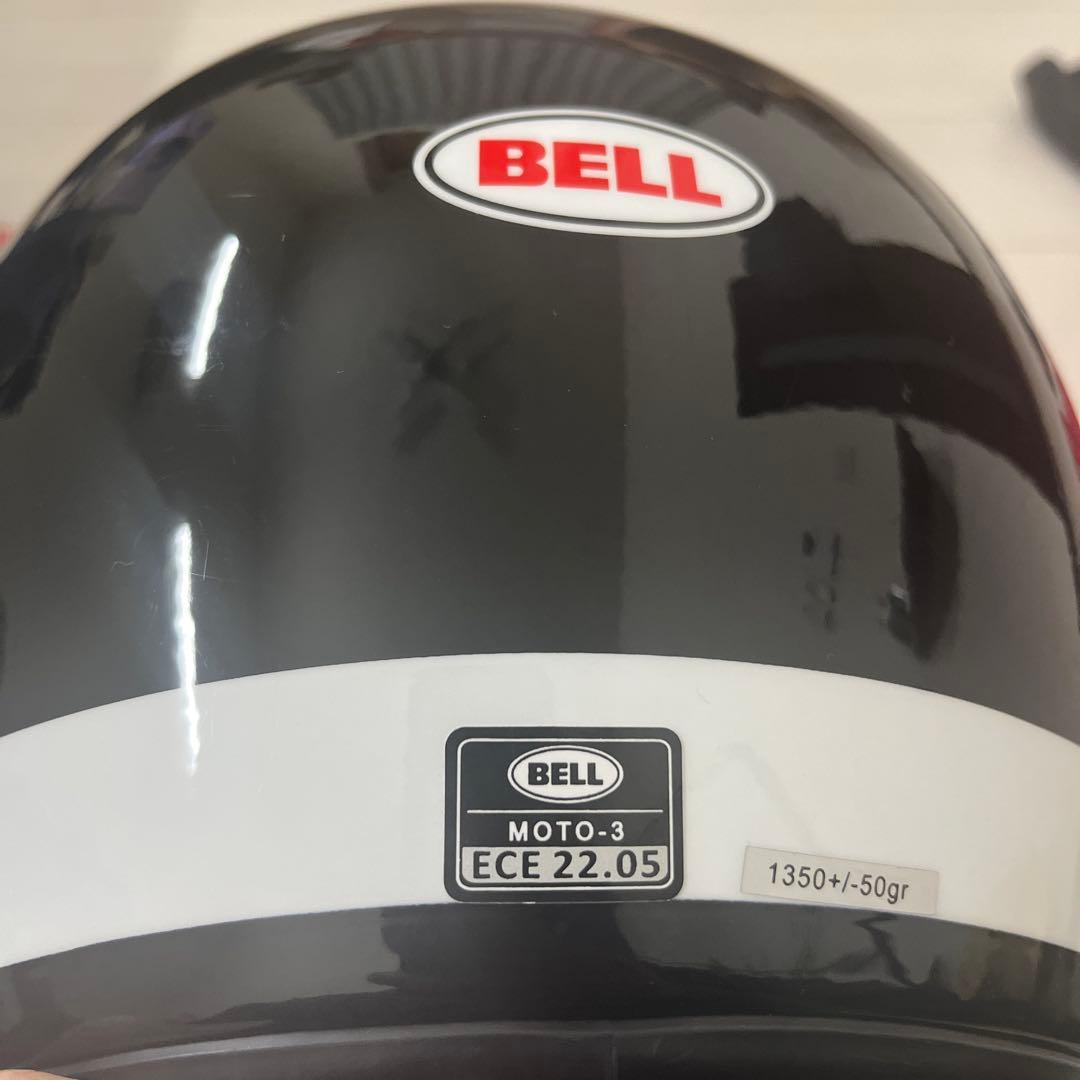 BELL
BELL
MOTO-3
ECE 22.05
1350+/-50gr